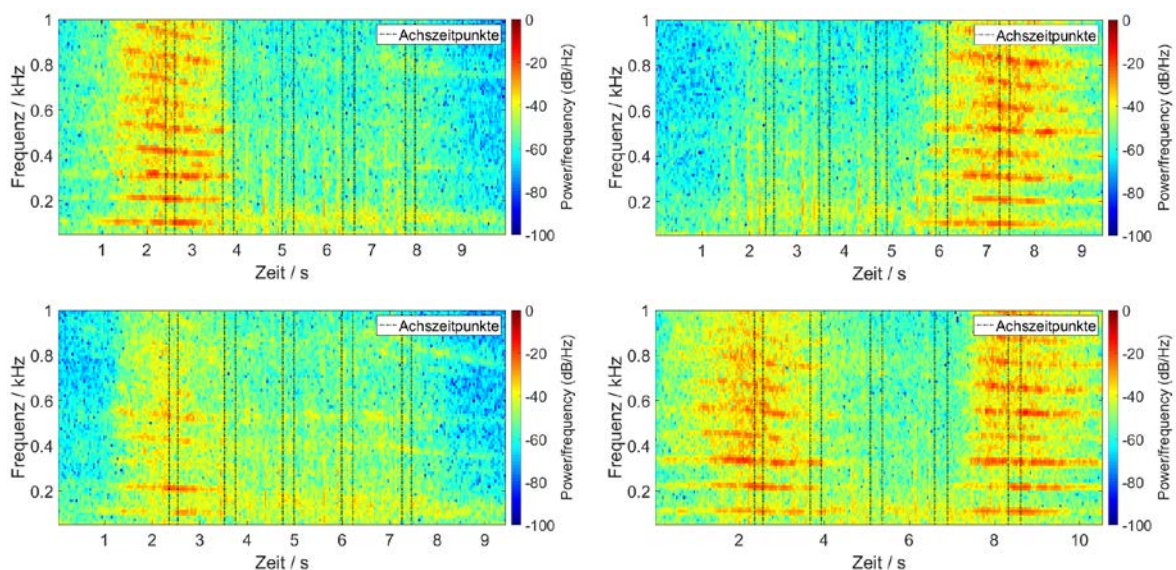 1
0.8
0.6
0.4
0.2
Frequenz / kHz
Achszeitpunkte
1 2 3 4 5 6 7 8 9
Zeit / s
0
-20
-40
-60
-80
-100
Power/frequency (dB/Hz)
1
0.8
0.6
0.4
0.2
Frequenz / kHz
Achszeitpunkte
1 2 3 4 5 6 7 8 9
Zeit / s
0
-20
-40
-60
-80
-100
Power/frequency (dB/Hz)
1
0.8
0.6
0.4
0.2
Frequenz / kHz
Achszeitpunkte
1 2 3 4 5 6 7 8 9
Zeit / s
0
-20
-40
-60
-80
-100
Power/frequency (dB/Hz)
1
0.8
0.6
0.4
0.2
Frequenz / kHz
Achszeitpunkte
2 4 6 8 10
Zeit / s
0
-20
-40
-60
-80
-100
Power/frequency (dB/Hz)